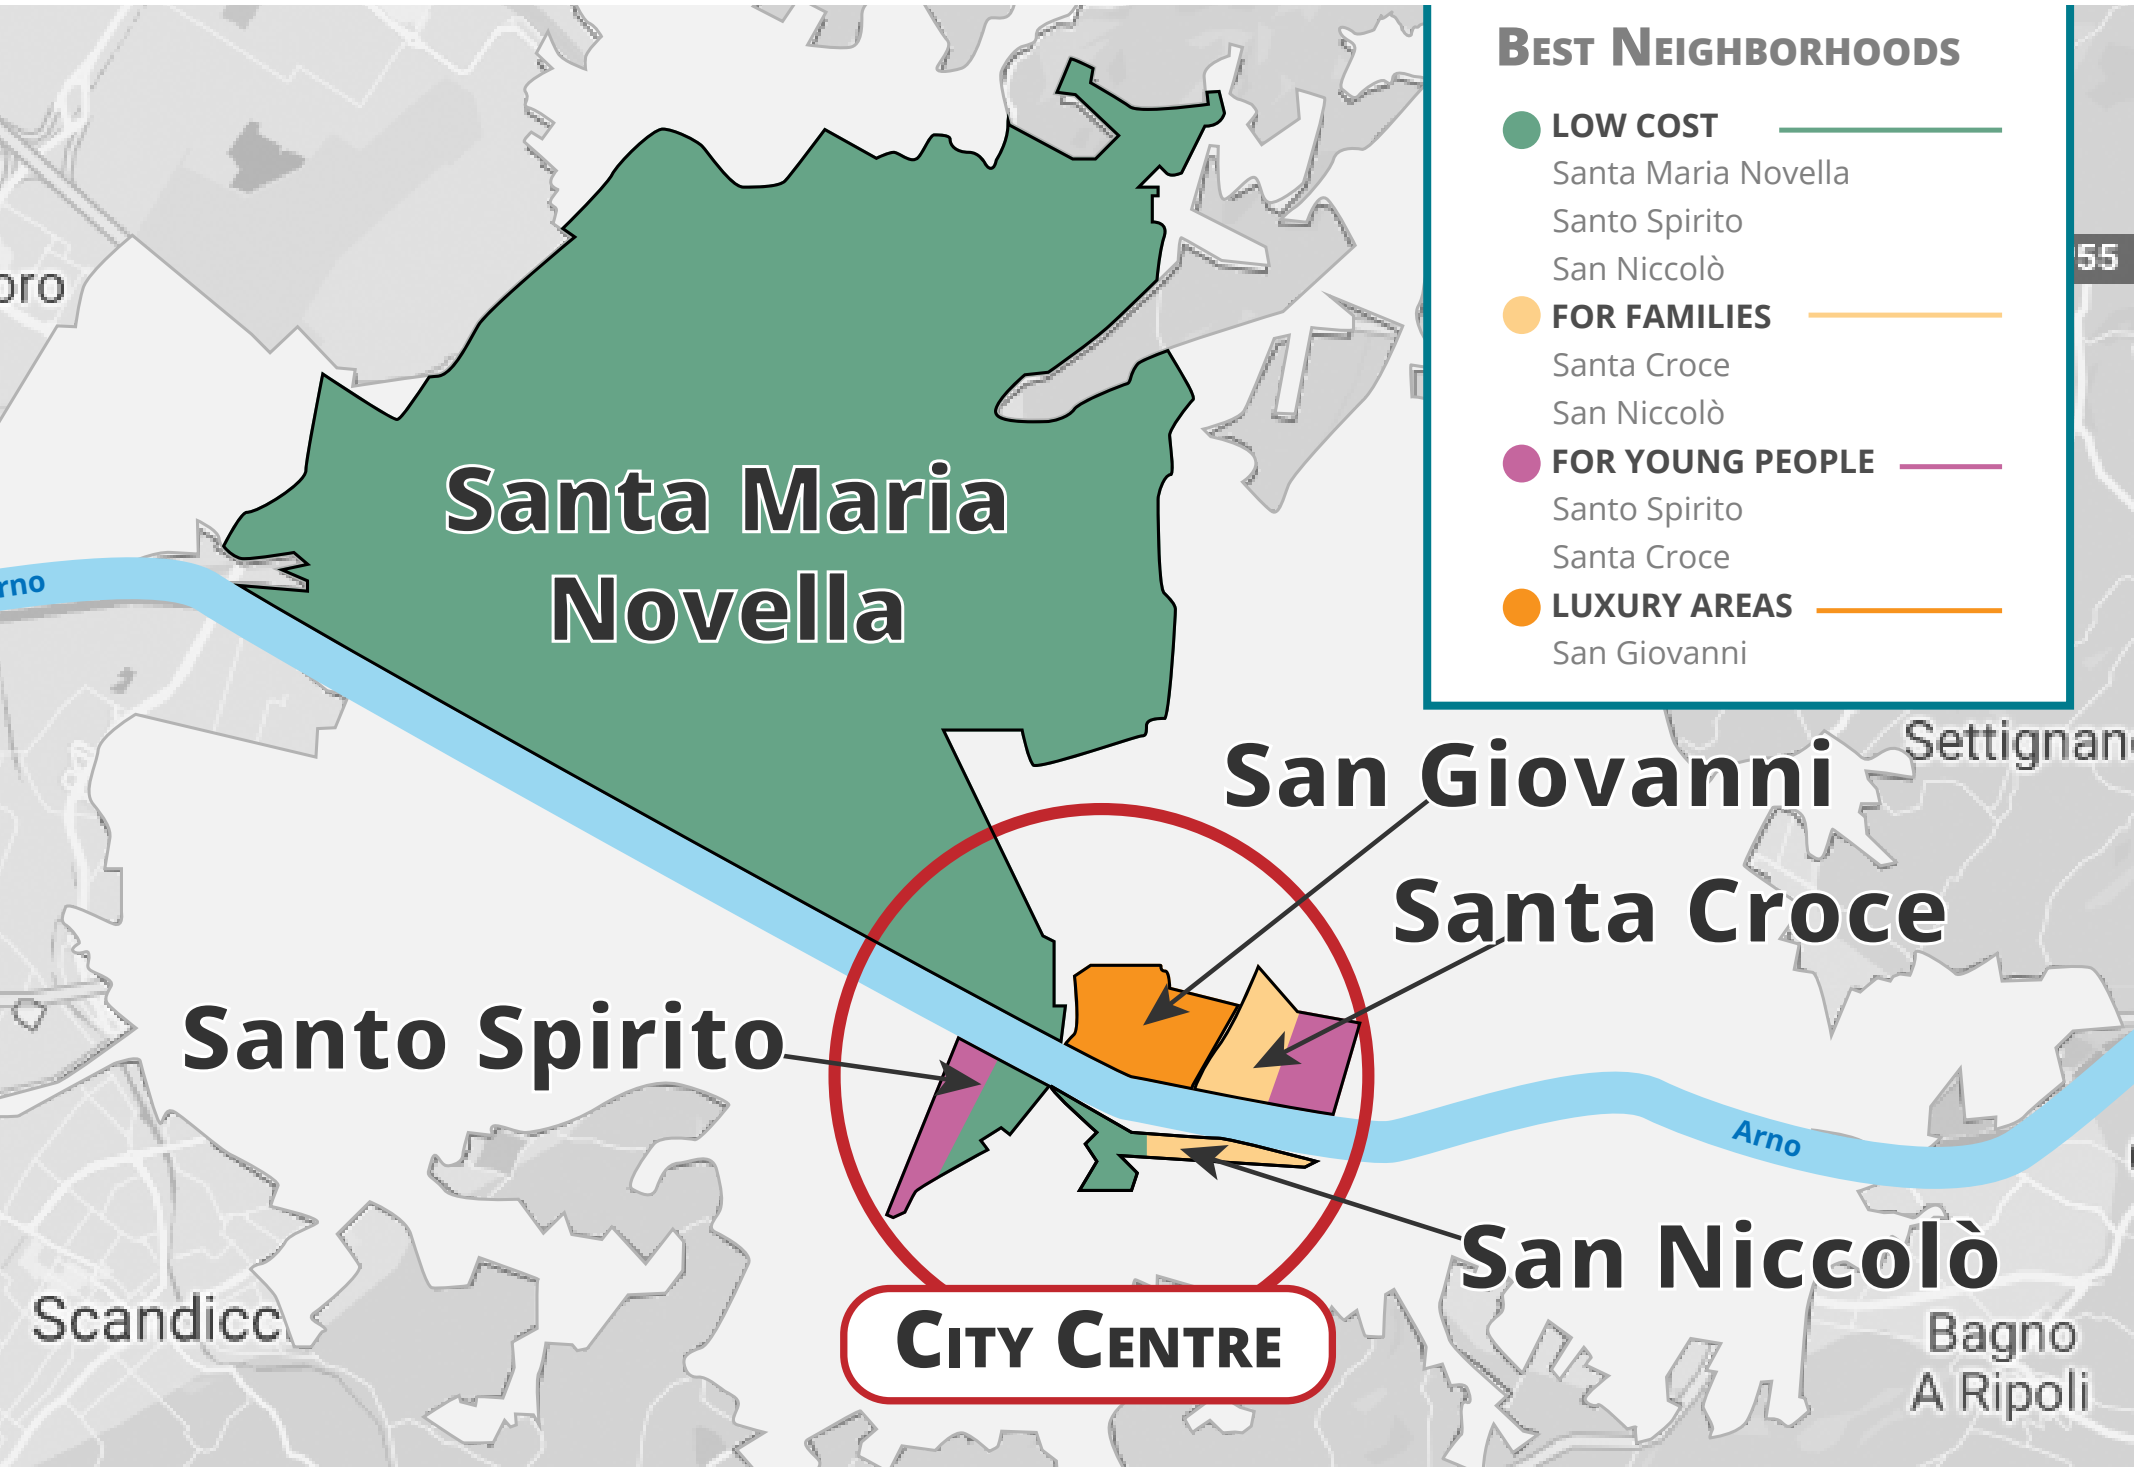 BEST NEIGHBORHOODS
LOW COST
Santa Maria Novella
Santo Spirito
San Niccolò
FOR FAMILIES
Santa Croce
San Niccolò
FOR YOUNG PEOPLE
Santo Spirito
Santa Croce
LUXURY AREAS
San Giovanni
55
oro
Santa Maria
Novella
rno
San Giovanni
Settignan
Santa Croce
Santo Spirito
Arno
San Niccolò
Scandicc
CITY CENTRE
Bagno
A Ripoli